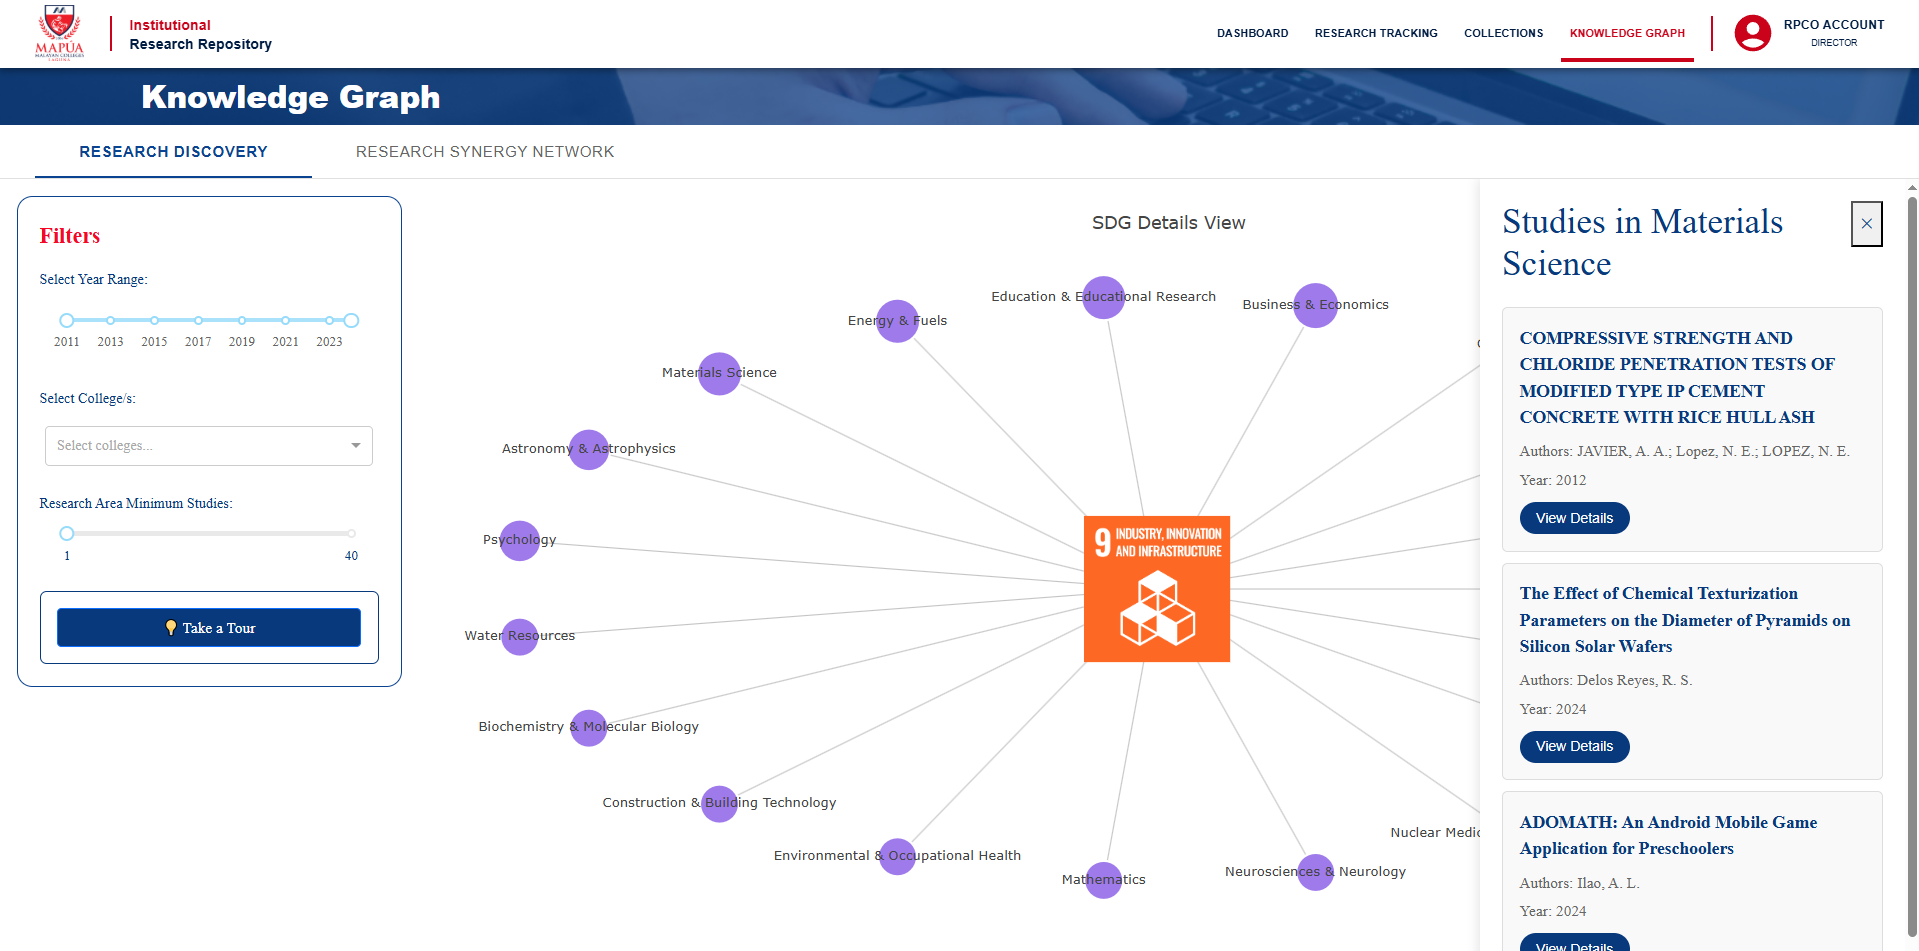 MAPÚA
MALAYAN COLLEGES
LAGUNA
Institutional
Research Repository
DASHBOARD
RESEARCH TRACKING
COLLECTIONS
KNOWLEDGE GRAPH
RPCO ACCOUNT
DIRECTOR
Knowledge Graph
RESEARCH DISCOVERY
RESEARCH SYNERGY NETWORK
Filters
Select Year Range:
2011 2013 2015 2017 2019 2021 2023
Select College/s:
Select colleges...
Research Area Minimum Studies:
1 40
Take a Tour
SDG Details View
Education & Educational Research
Business & Economics
Energy & Fuels
Materials Science
Astronomy & Astrophysics
Psychology
Water Resources
Biochemistry & Molecular Biology
Construction & Building Technology
Environmental & Occupational Health
Mathematics
Neurosciences & Neurology
Nuclear Medic
9 INDUSTRY, INNOVATION
AND INFRASTRUCTURE
Studies in Materials
Science
×
COMPRESSIVE STRENGTH AND
CHLORIDE PENETRATION TESTS OF
MODIFIED TYPE IP CEMENT
CONCRETE WITH RICE HULL ASH
Authors: JAVIER, A. A.; Lopez, N. E.; LOPEZ, N. E.
Year: 2012
View Details
The Effect of Chemical Texturization
Parameters on the Diameter of Pyramids on
Silicon Solar Wafers
Authors: Delos Reyes, R. S.
Year: 2024
View Details
ADOMATH: An Android Mobile Game
Application for Preschoolers
Authors: Ilao, A. L.
Year: 2024
View Details